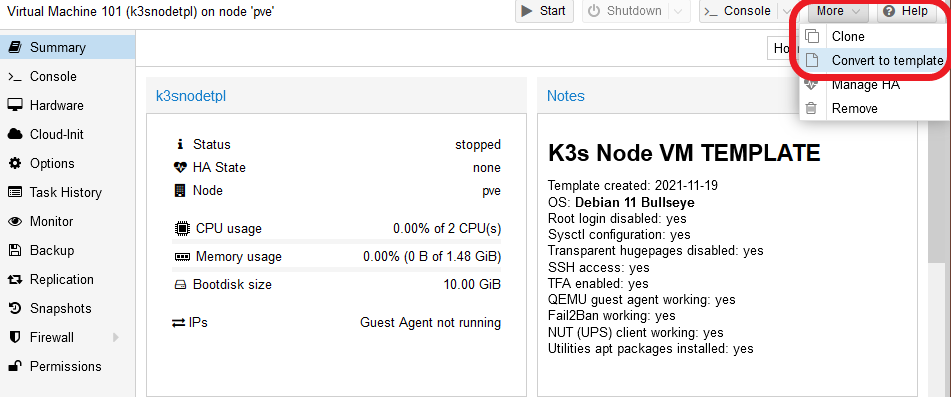 Virtual Machine 101 (k3snodetpl) on node 'pve'
Start
Shutdown
Console
More
Help
Clone
Convert to template
Manage HA
Remove
Summary
Console
Hardware
Cloud-Init
Options
Task History
Monitor
Backup
Replication
Snapshots
Firewall
Permissions
k3snodetpl
Status stopped
HA State none
Node pve
CPU usage 0.00% of 2 CPU(s)
Memory usage 0.00% (0 B of 1.48 GiB)
Bootdisk size 10.00 GiB
IPs Guest Agent not running
Notes
K3s Node VM TEMPLATE
Template created: 2021-11-19
OS: Debian 11 Bullseye
Root login disabled: yes
Sysctl configuration: yes
Transparent hugepages disabled: yes
SSH access: yes
TFA enabled: yes
QEMU guest agent working: yes
Fail2Ban working: yes
NUT (UPS) client working: yes
Utilities apt packages installed: yes